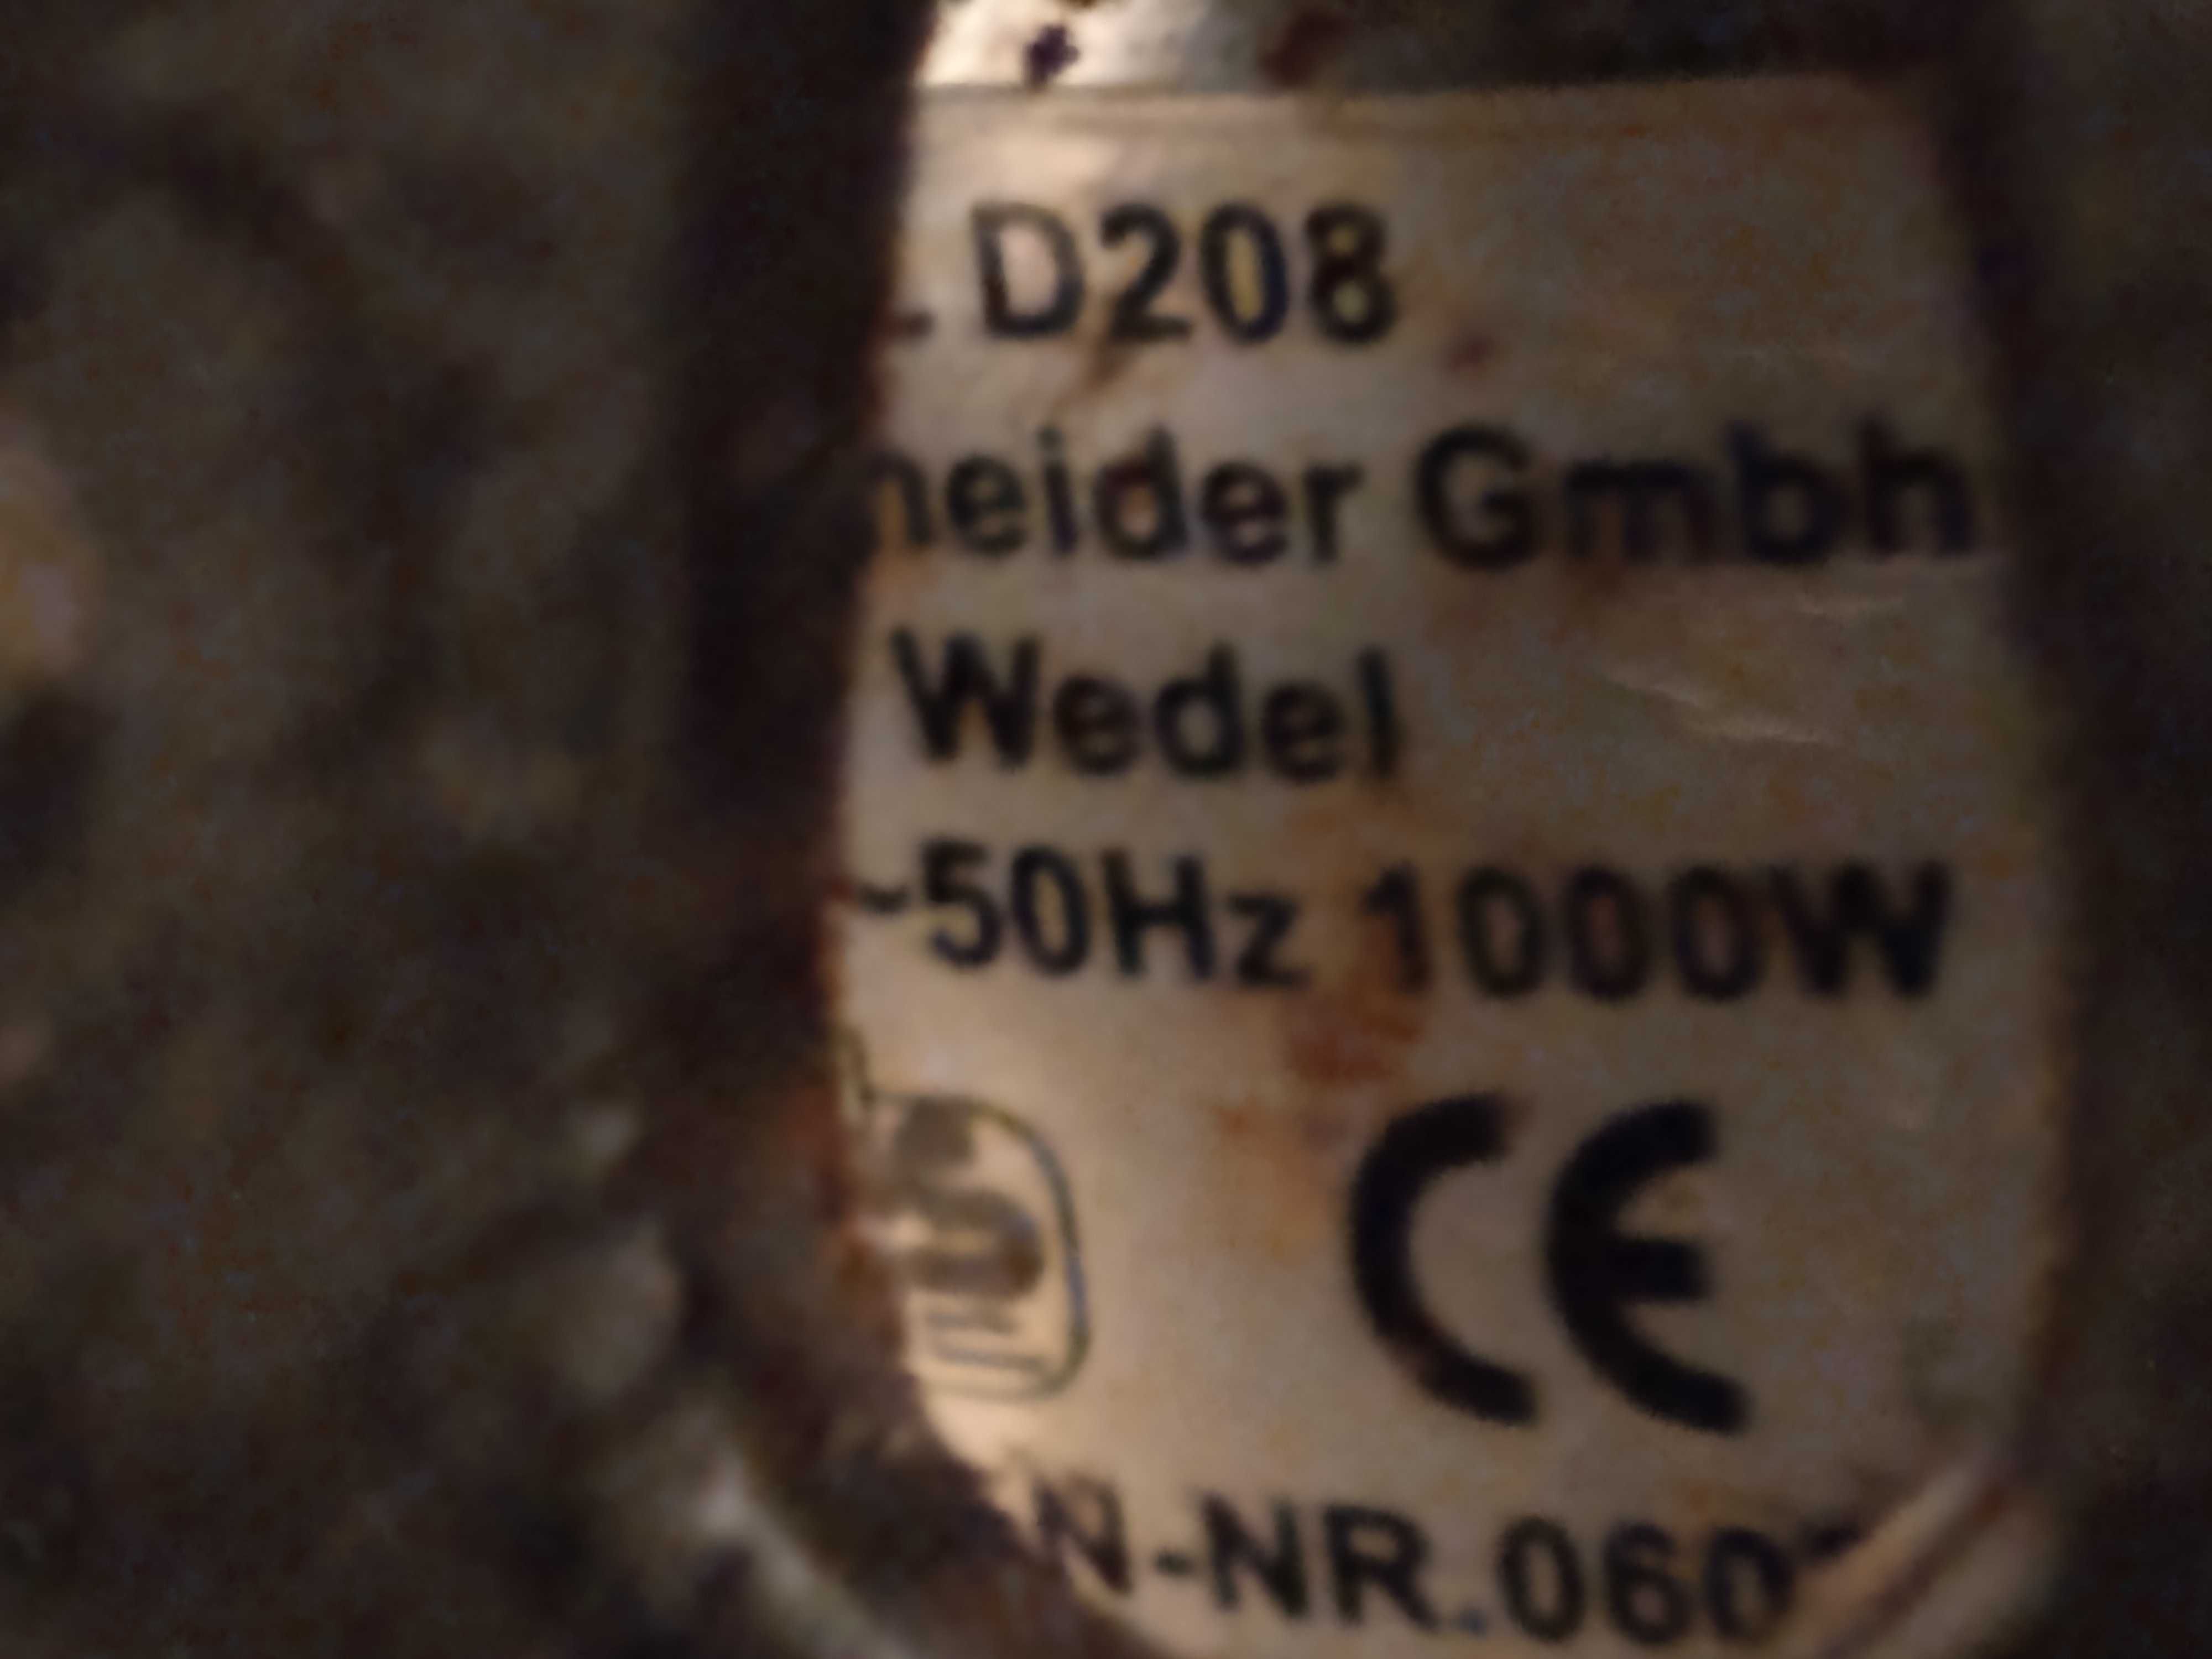 . D208
neider Gmbh
Wedel
~50Hz 1000W
CE
N-NR.060